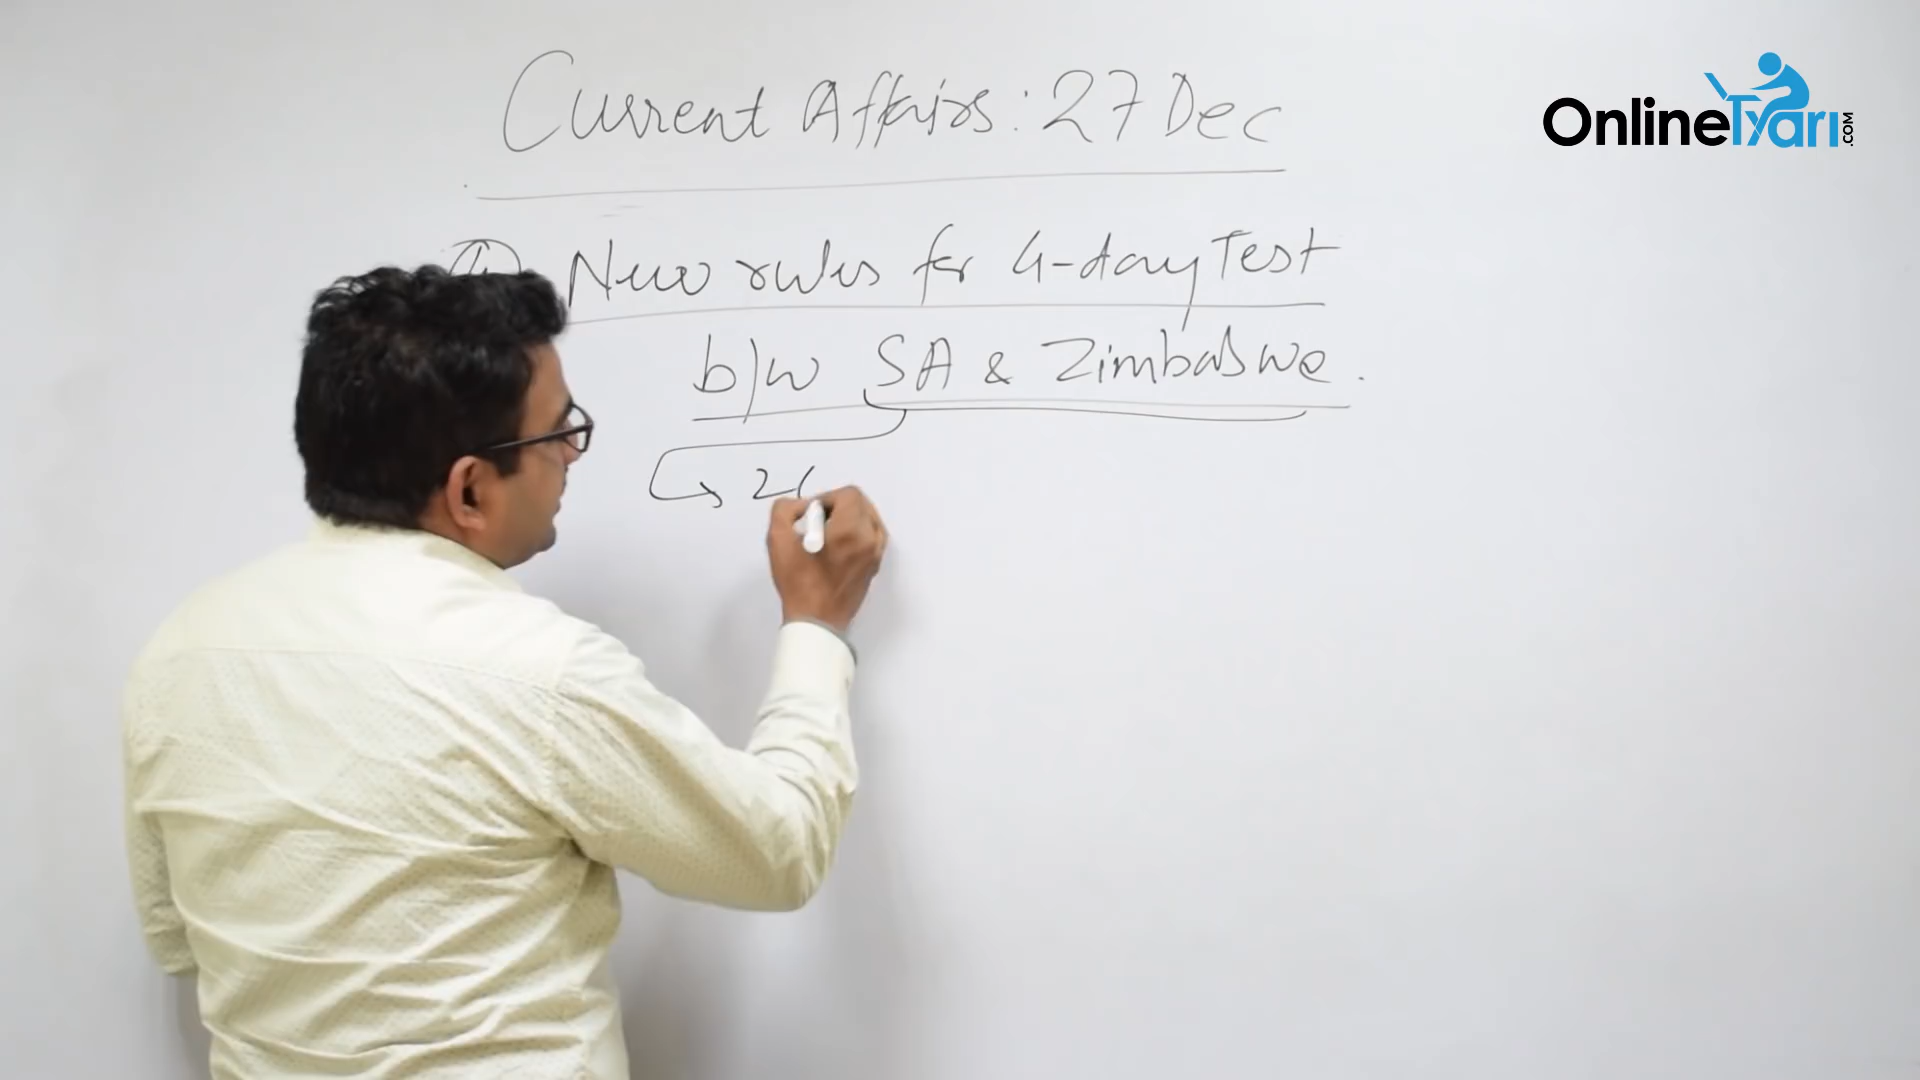 Current Affairs: 27 Dec
OnlineTyari.COM
New rules for 4-day Test
b/w SA & Zimbabwe.